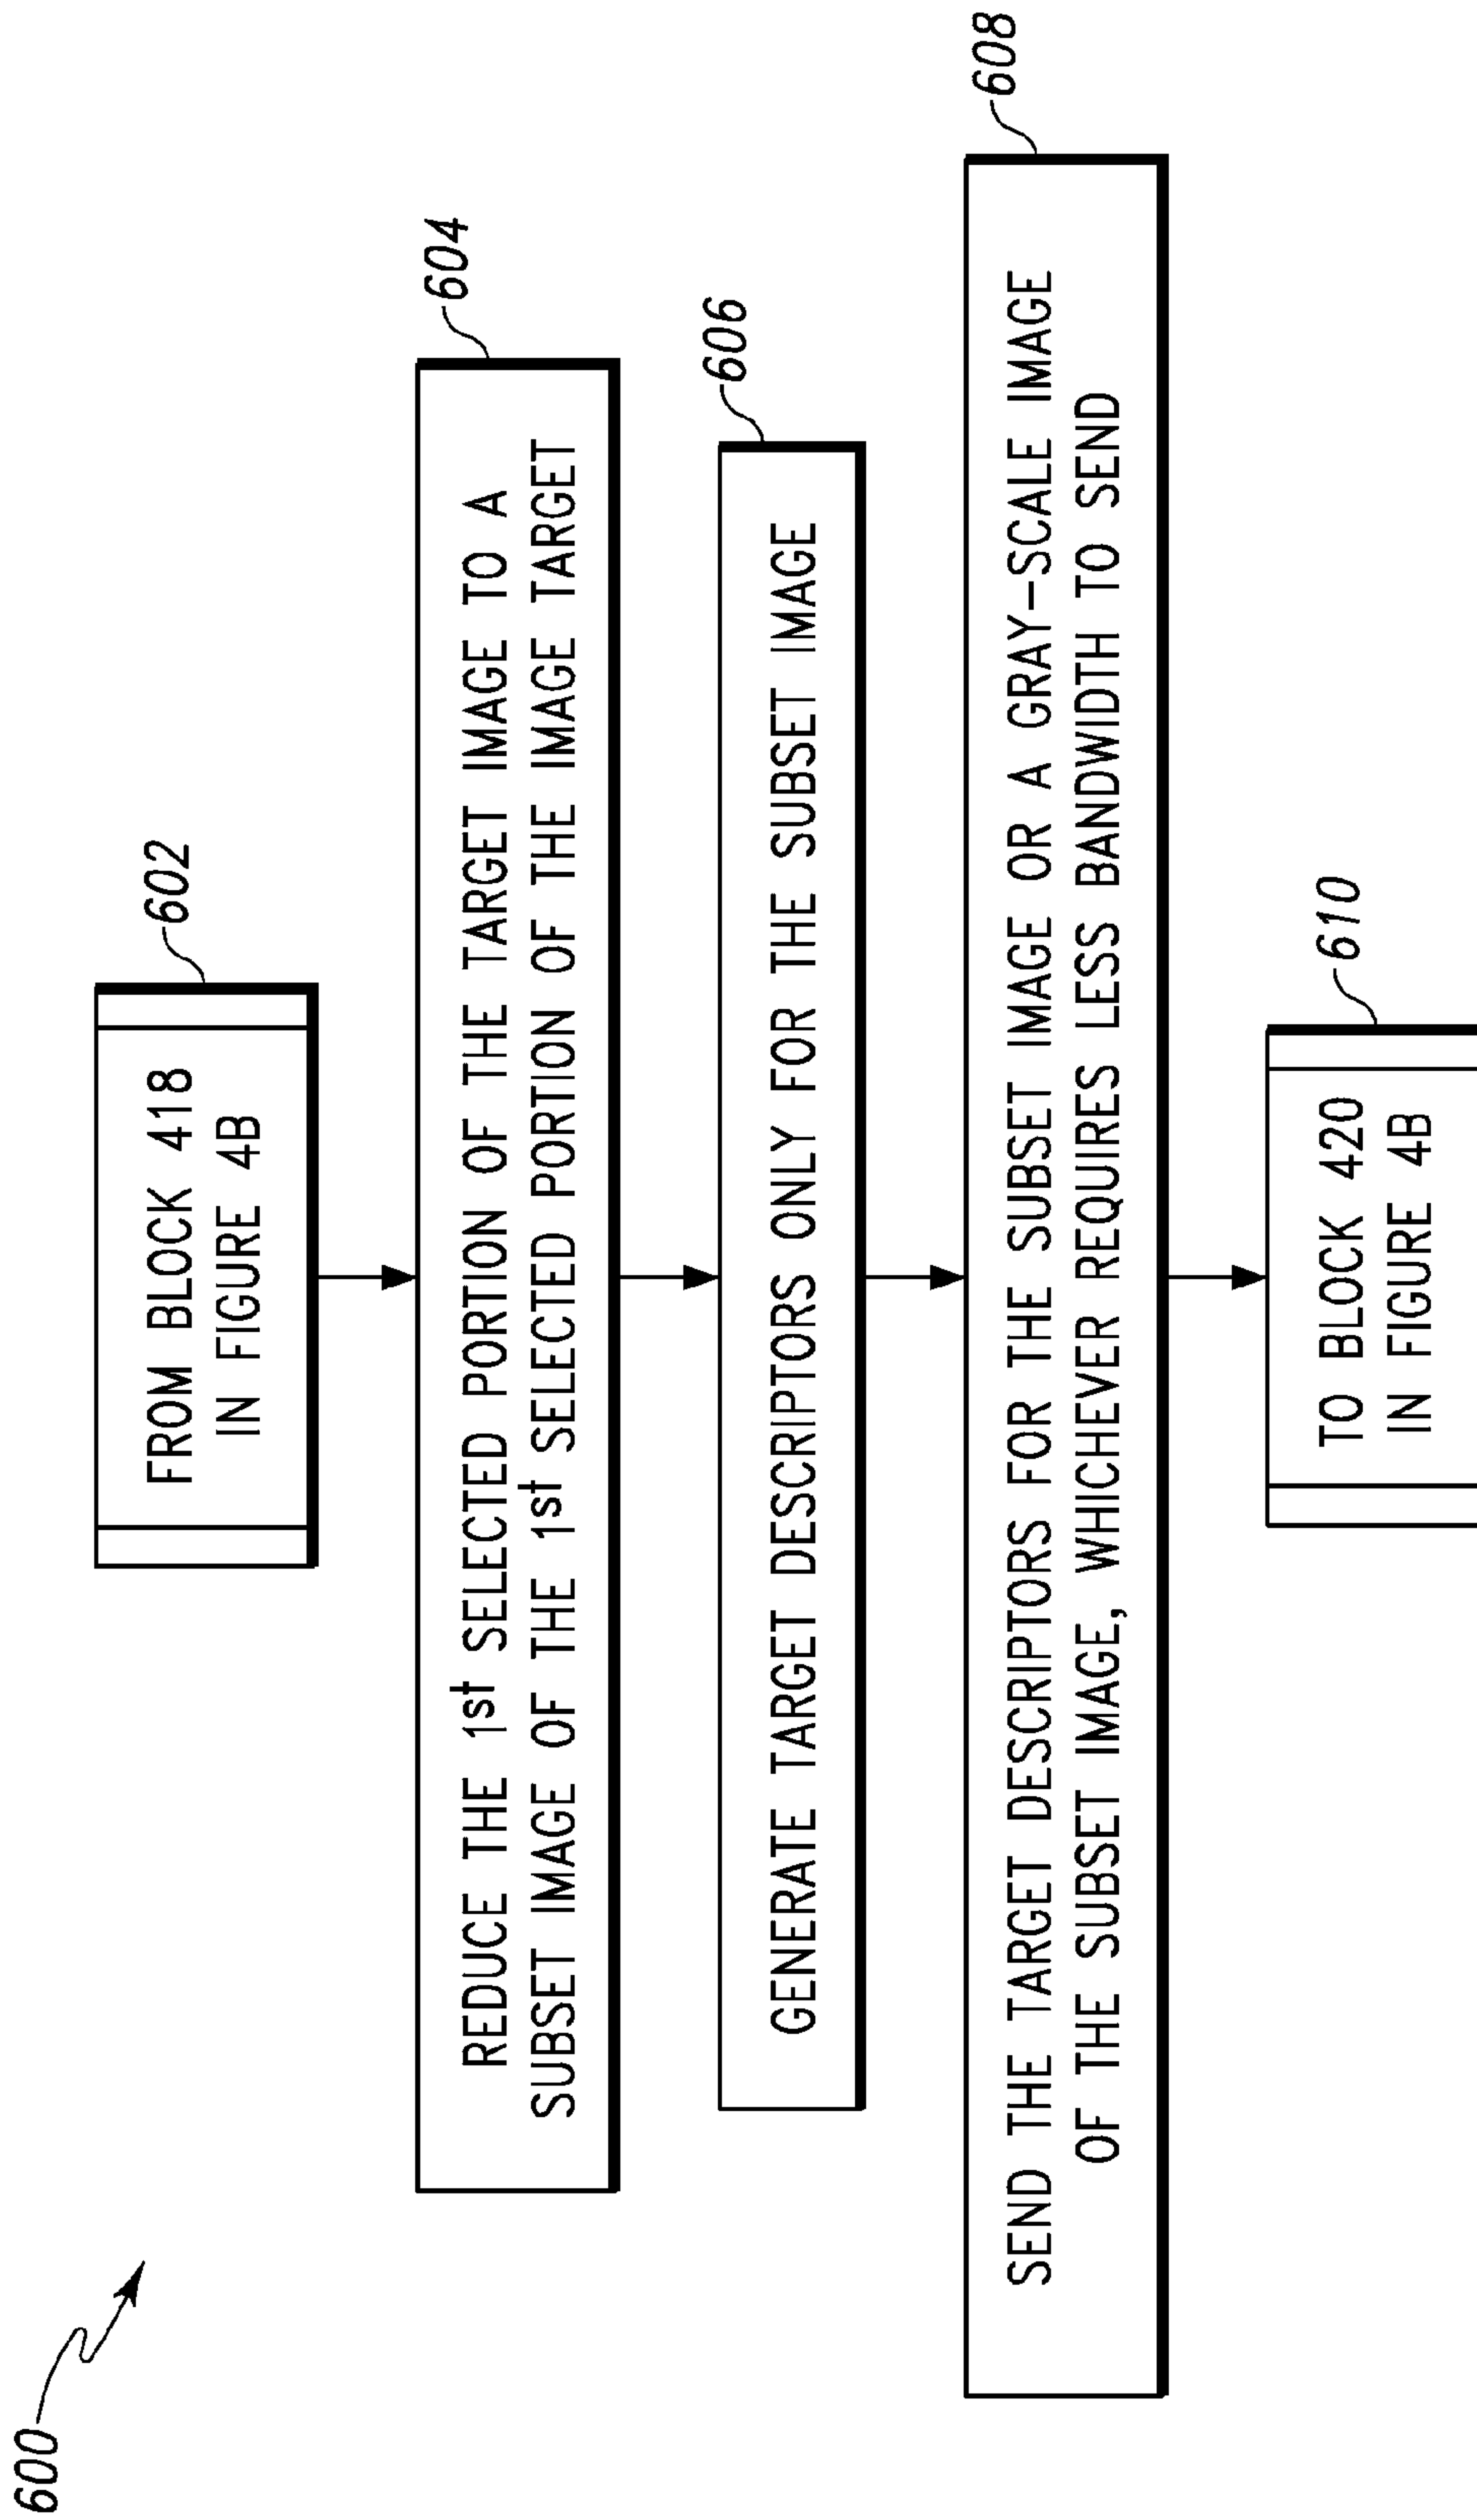 600
602
FROM BLOCK 418
IN FIGURE 4B
604
REDUCE THE 1st SELECTED PORTION OF THE TARGET IMAGE TO A
SUBSET IMAGE OF THE 1st SELECTED PORTION OF THE IMAGE TARGET
606
GENERATE TARGET DESCRIPTORS ONLY FOR THE SUBSET IMAGE
608
SEND THE TARGET DESCRIPTORS FOR THE SUBSET IMAGE OR A GRAY-SCALE IMAGE
OF THE SUBSET IMAGE, WHICHEVER REQUIRES LESS BANDWIDTH TO SEND
610
TO BLOCK 420
IN FIGURE 4B